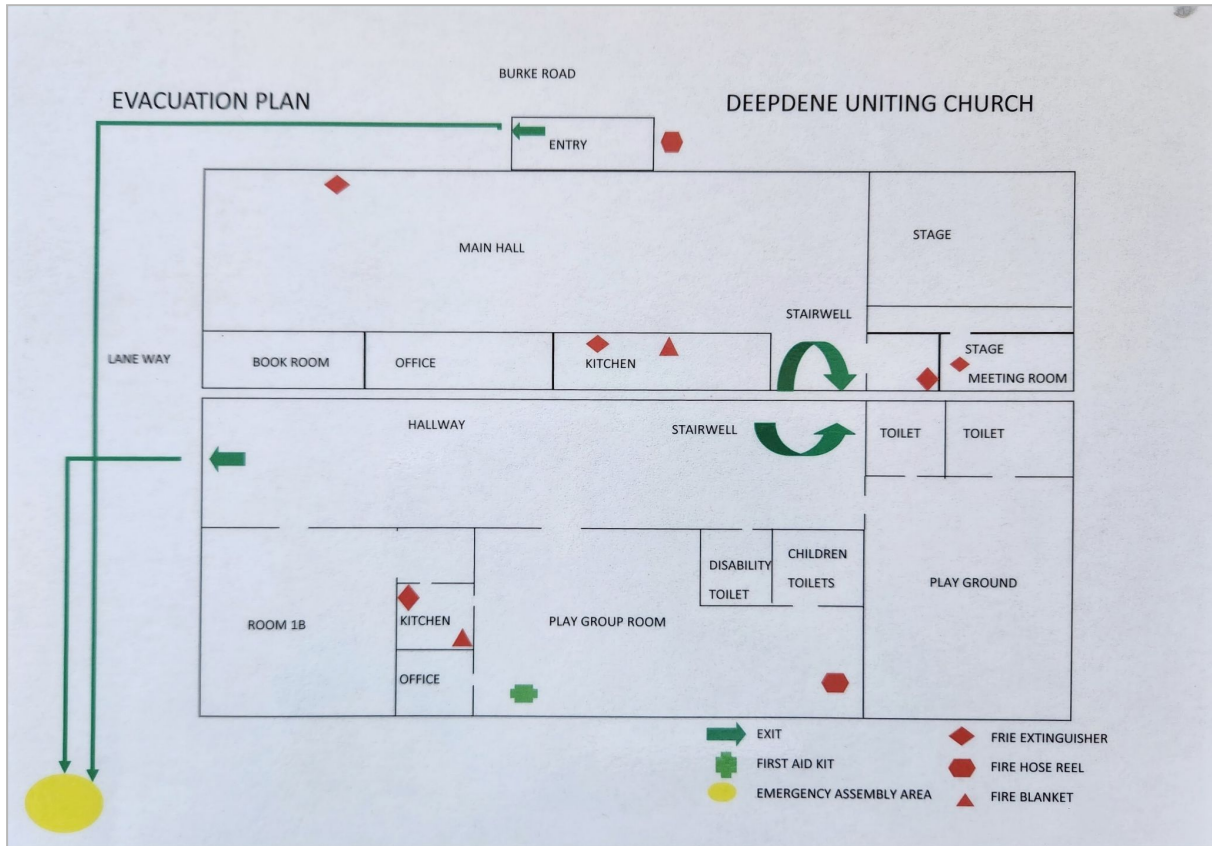 BURKE ROAD
EVACUATION PLAN
DEEPDENE UNITING CHURCH
ENTRY
MAIN HALL
STAGE
STAIRWELL
LANE WAY
BOOK ROOM
OFFICE
KITCHEN
STAGE
MEETING ROOM
HALLWAY
STAIRWELL
TOILET
TOILET
DISABILITY
TOILET
CHILDREN
TOILETS
PLAY GROUND
ROOM 1B
KITCHEN
PLAY GROUP ROOM
OFFICE
EXIT
FIRST AID KIT
EMERGENCY ASSEMBLY AREA
FRIE EXTINGUISHER
FIRE HOSE REEL
FIRE BLANKET